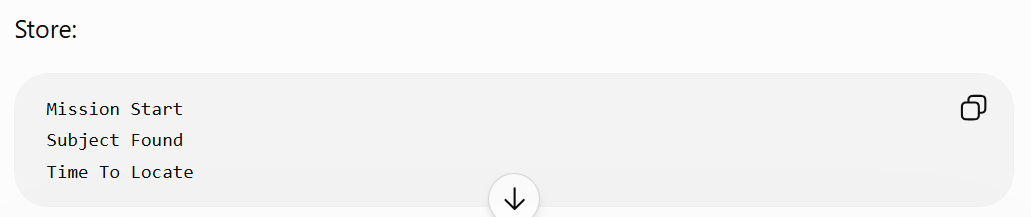 Store:
Mission Start
Subject Found
Time To Locate